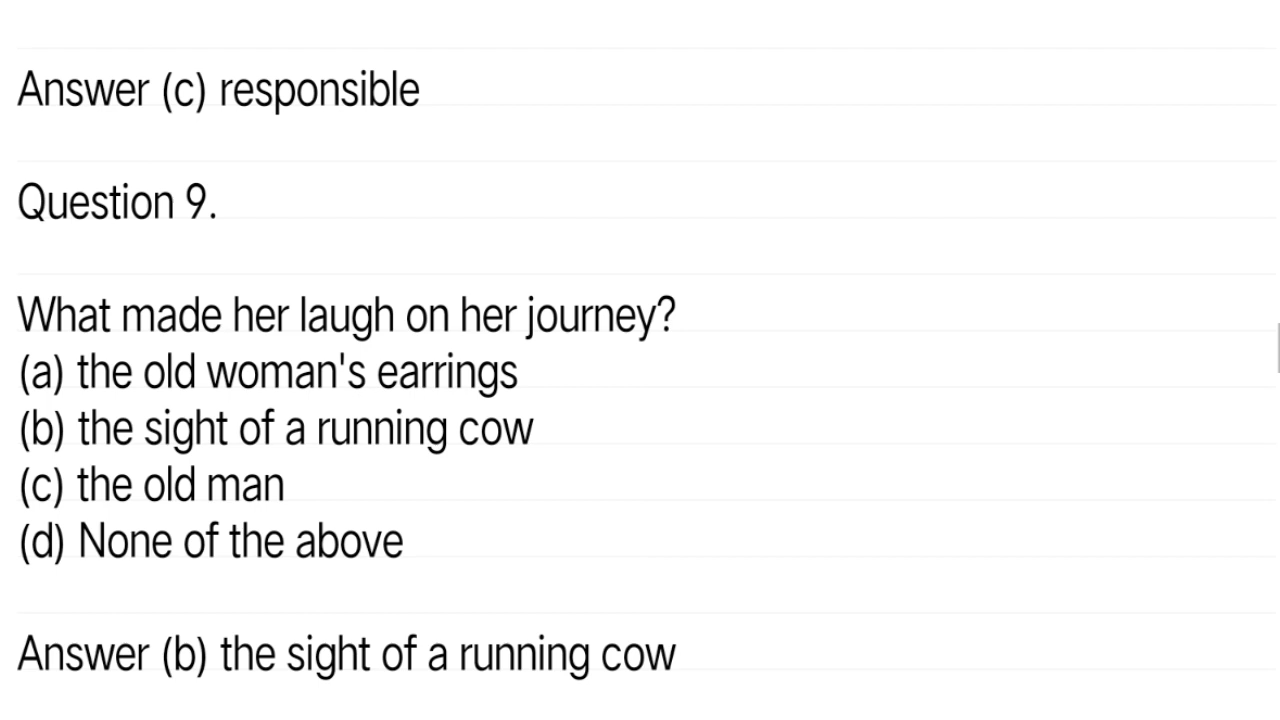 Answer (c) responsible
Question 9.
What made her laugh on her journey?
(a) the old woman's earrings
(b) the sight of a running cow
(c) the old man
(d) None of the above
Answer (b) the sight of a running cow